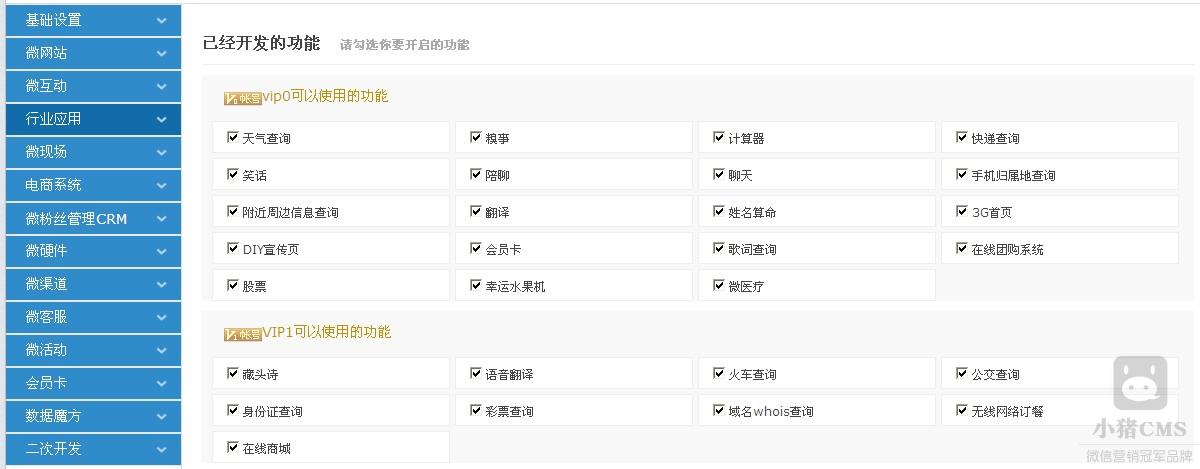 基础设置
微网站
微互动
行业应用
微现场
电商系统
微粉丝管理CRM
微硬件
微渠道
微客服
微活动
会员卡
数据魔方
二次开发
已经开发的功能 请勾选你要开启的功能
帐号vip0可以使用的功能
天气查询 糗事 计算器 快递查询
笑话 陪聊 聊天 手机归属地查询
附近周边信息查询 翻译 姓名算命 3G首页
DIY宣传页 会员卡 歌词查询 在线团购系统
股票 幸运水果机 微医疗
帐号VIP1可以使用的功能
藏头诗 语音翻译 火车查询 公交查询
身份证查询 彩票查询 域名whois查询 无线网络订餐
在线商城
小猪CMS
微信营销冠军品牌